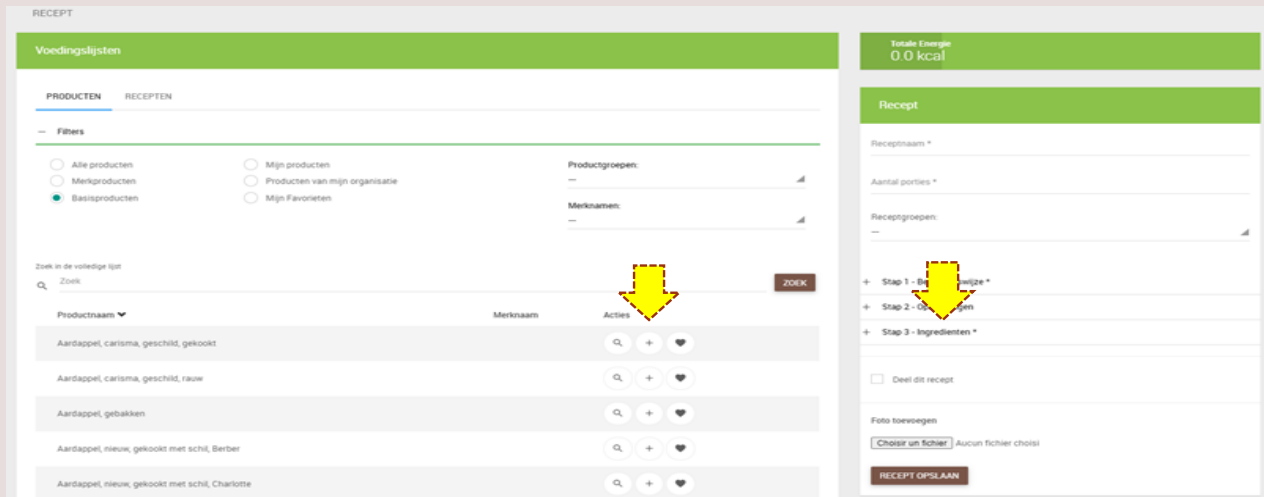 RECEPT
Voedingslijsten
PRODUCTEN RECEPTEN
— Filters
Alle producten
Merkproducten
Basisproducten
Mijn producten
Producten van mijn organisatie
Mijn Favorieten
Productgroepen:
—
Merknamen:
—
Zoek in de volledige lijst
Zoek
ZOEK
Productnaam Merknaam Acties
Aardappel, carisma, geschild, gekookt
Aardappel, carisma, geschild, rauw
Aardappel, gebakken
Aardappel, nieuw, gekookt met schil, Berber
Aardappel, nieuw, gekookt met schil, Charlotte
Totale Energie
0.0 kcal
Recept
Receptnaam *
Aantal porties *
Receptgroepen:
—
+ Stap 1 - *
+ Stap 2 -
+ Stap 3 - Ingredienten *
Deel dit recept
Foto toevoegen
Choisir un fichier Aucun fichier choisi
RECEPT OPSLAAN